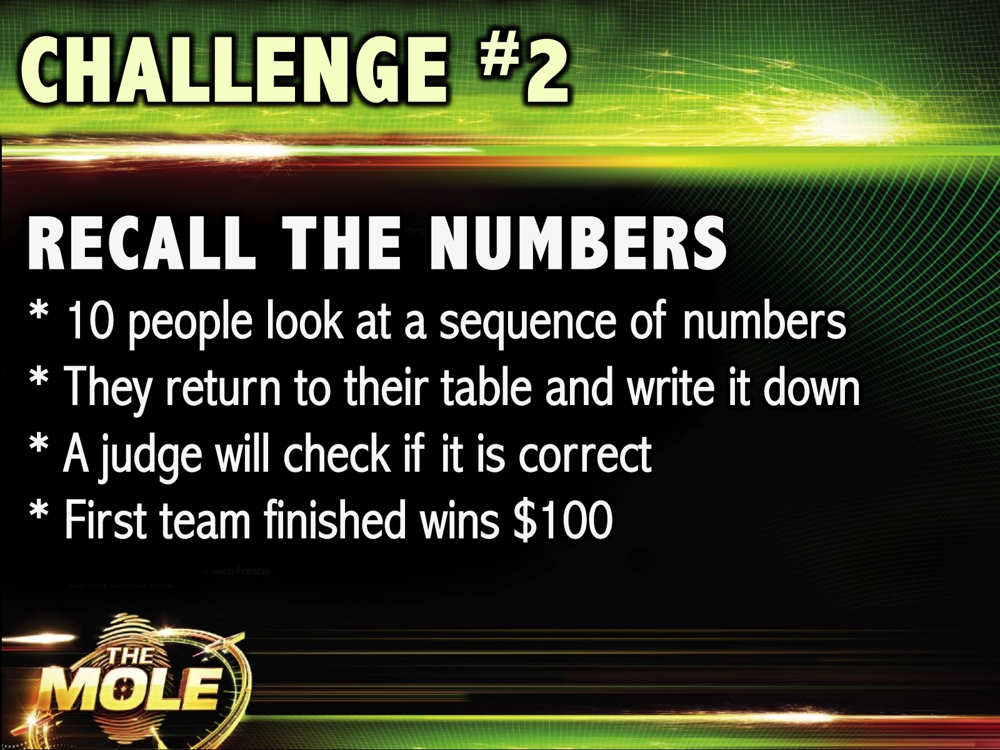 CHALLENGE #2
RECALL THE NUMBERS
* 10 people look at a sequence of numbers
* They return to their table and write it down
* A judge will check if it is correct
* First team finished wins $100
each Freebie
can only be used once.
THE
MOLE